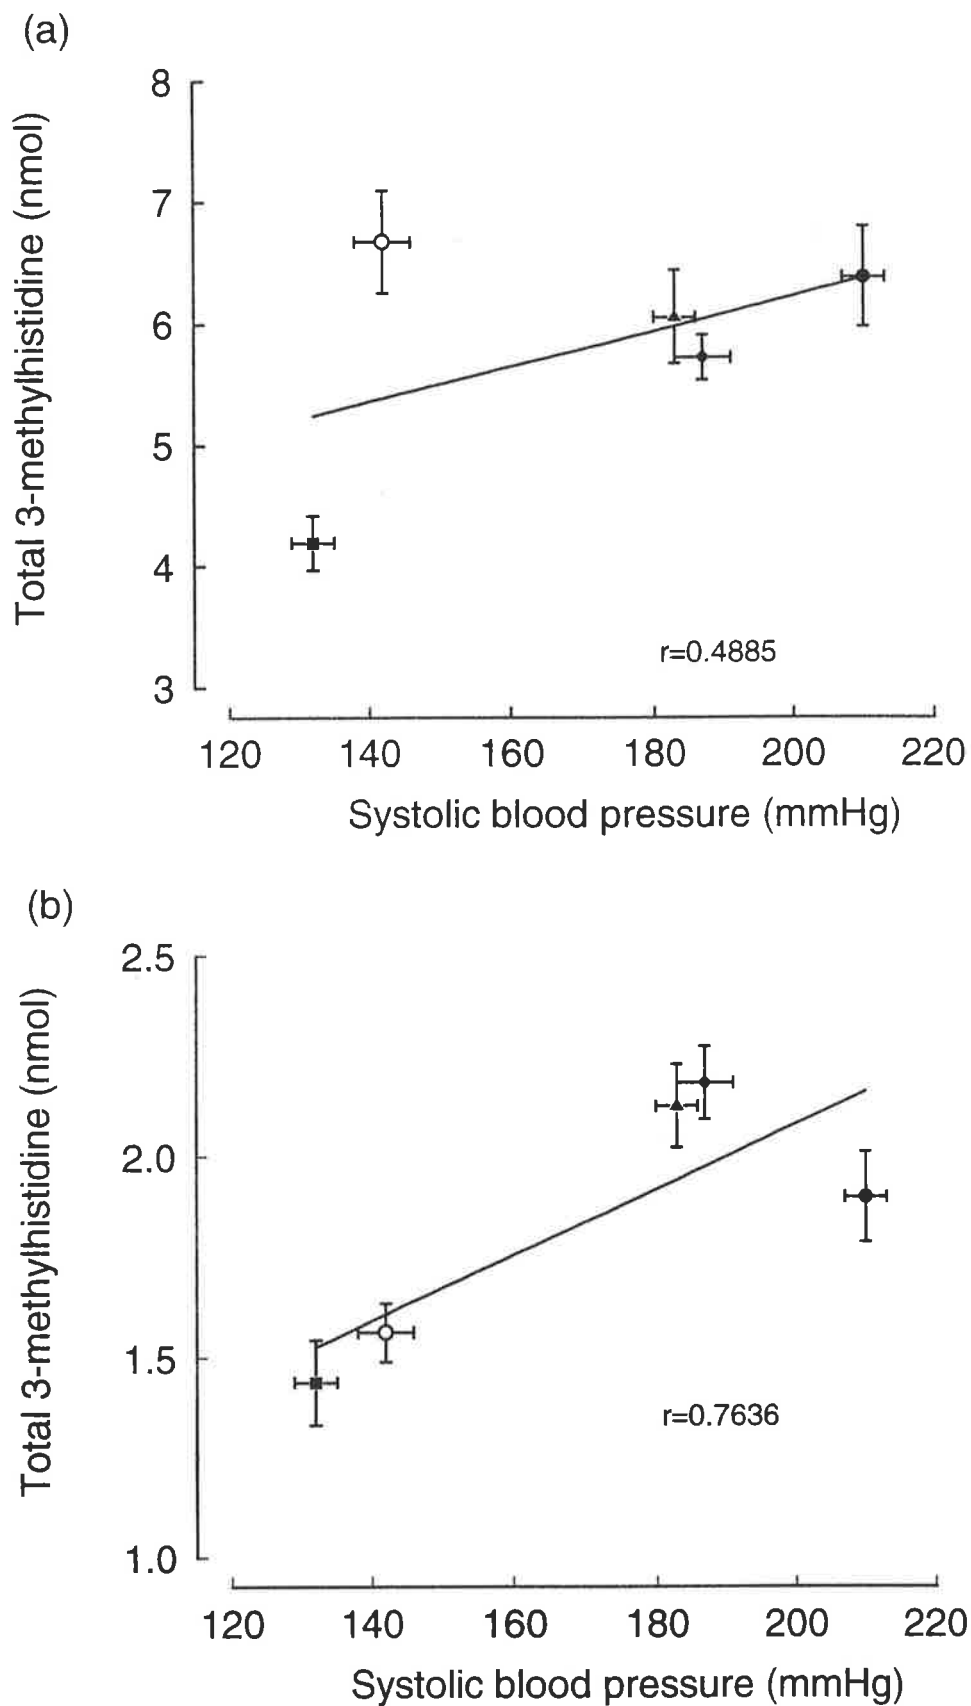 (a)
Total 3-methylhistidine (nmol)
8
7
6
5
4
3
r=0.4885
120 140 160 180 200 220
Systolic blood pressure (mmHg)
(b)
Total 3-methylhistidine (nmol)
2.5
2.0
1.5
1.0
r=0.7636
120 140 160 180 200 220
Systolic blood pressure (mmHg)